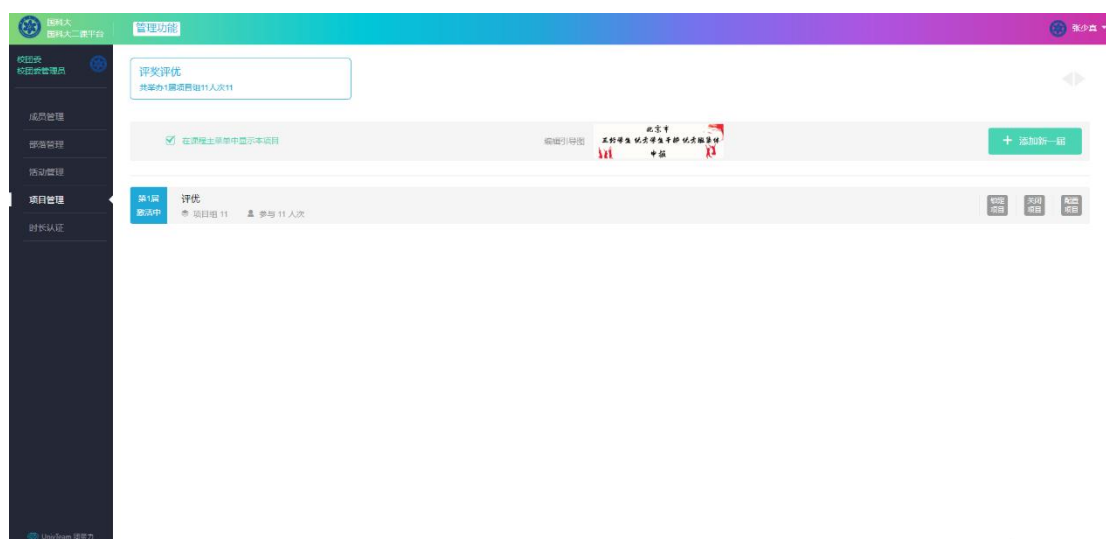 国科大
国科大二课平台
管理功能
张少真
校团委
校团委管理员
成员管理
部落管理
活动管理
项目管理
时长认证
评奖评优
共举办1届项目组11人次11
在课程主菜单中显示本项目
编辑引导图
北京市
三好学生 优秀学生干部 优秀班集体
申报
+ 添加新一届
第1届
激活中
评优
项目组 11 参与 11 人次
锁定
项目
关闭
项目
配置
项目